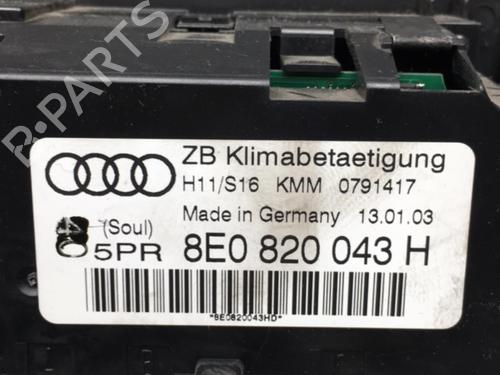 ZB Klimabetaetigung
H11/S16 KMM 0791417
Made in Germany 13.01.03
(Soul)
5PR 8E0 820 043 H
*8E0820043HD*
R-PARTS